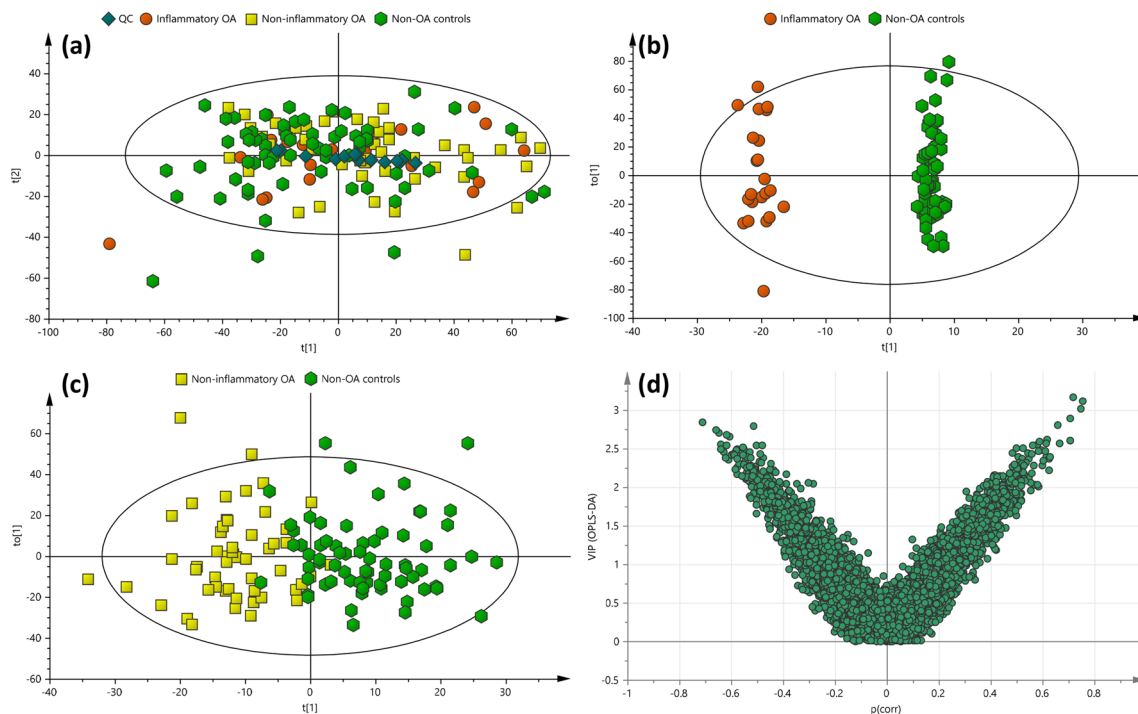 QC Inflammatory OA Non-inflammatory OA Non-OA controls
(a)
60
40
20
0
-20
-40
-60
-80
t[2]
-100 -80 -60 -40 -20 0 20 40 60
t[1]
Inflammatory OA Non-OA controls
(b)
80
60
40
20
0
-20
-40
-60
-80
-100
to[1]
-40 -30 -20 -10 0 10 20 30
t[1]
Non-inflammatory OA Non-OA controls
(c)
60
40
20
0
-20
-40
-60
to[1]
-40 -30 -20 -10 0 10 20 30
t[1]
(d)
3
2.5
2
1.5
1
0.5
0
-0.5
VIP (OPLS-DA)
-1 -0.8 -0.6 -0.4 -0.2 0 0.2 0.4 0.6 0.8
p(corr)